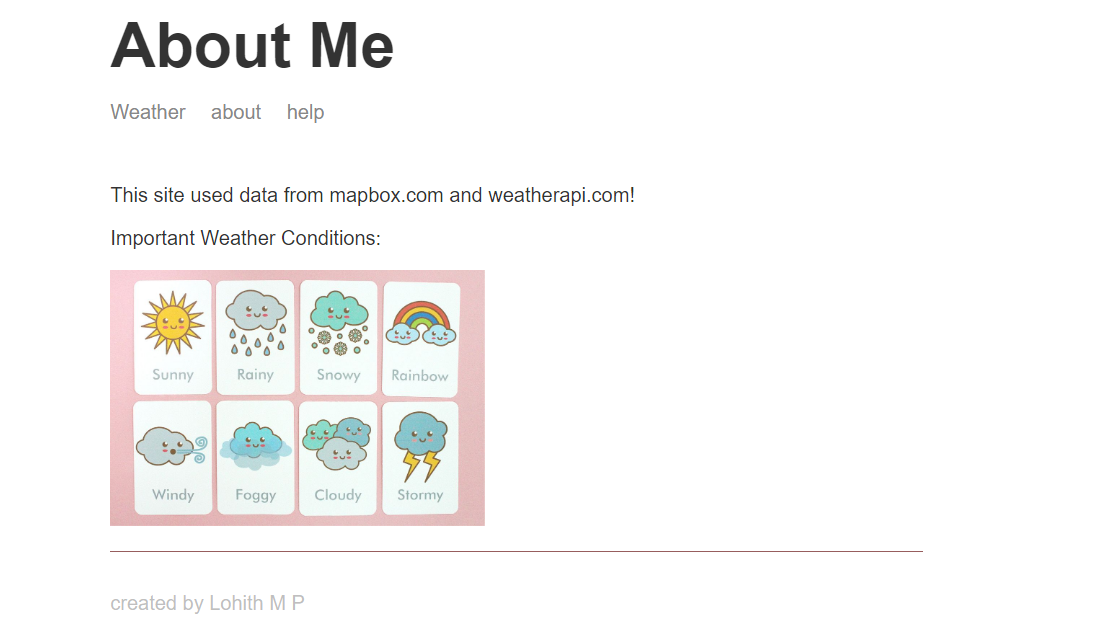 About Me
Weather about help
This site used data from mapbox.com and weatherapi.com!
Important Weather Conditions:
Sunny Rainy Snowy Rainbow
Windy Foggy Cloudy Stormy
created by Lohith M P